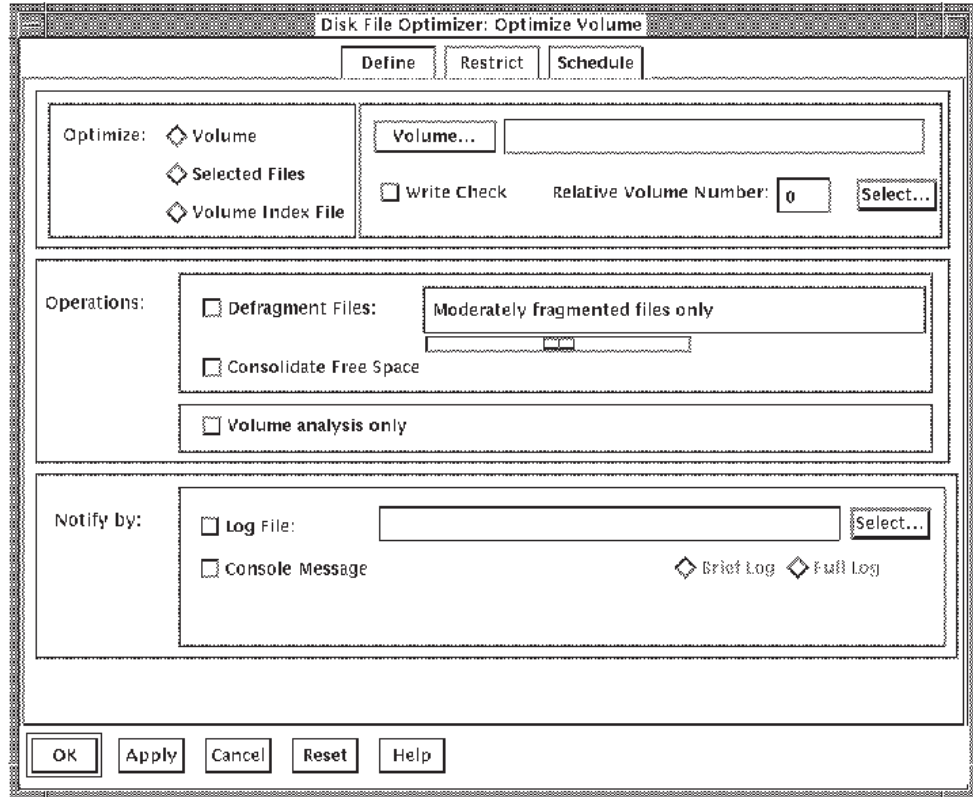 Disk File Optimizer: Optimize Volume
Define Restrict Schedule
Optimize: Volume
Selected Files
Volume Index File
Volume...
Write Check Relative Volume Number: 0 Select...
Operations:
Defragment Files: Moderately fragmented files only
Consolidate Free Space
Volume analysis only
Notify by:
Log File: Select...
Console Message Brief Log Full Log
OK Apply Cancel Reset Help